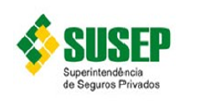 SUSEP
Superintendência
de Seguros Privados